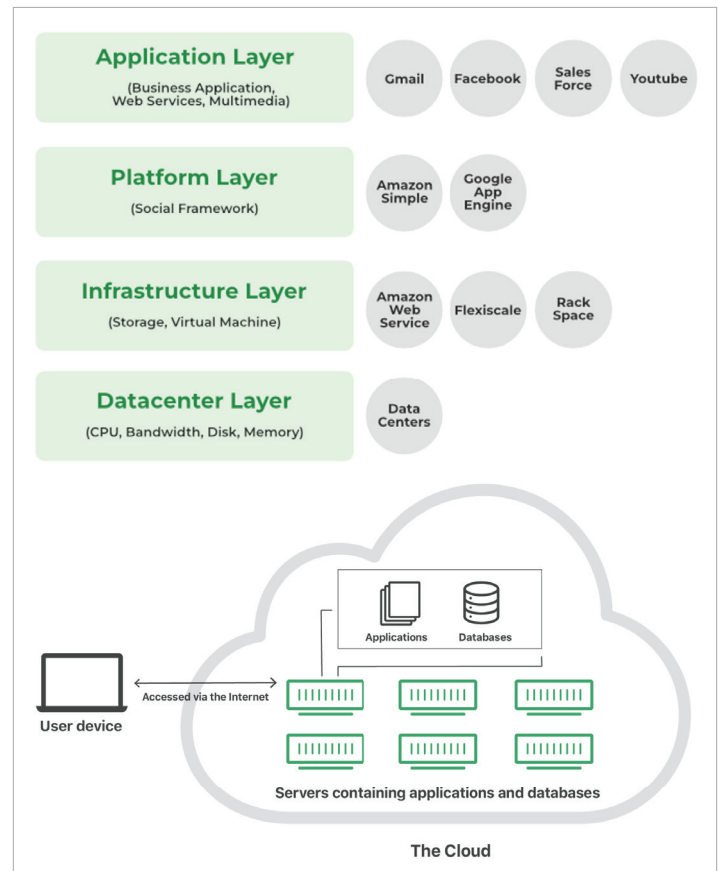 Application Layer
(Business Application,
Web Services, Multimedia)
Gmail
Facebook
Sales
Force
Youtube
Platform Layer
(Social Framework)
Amazon
Simple
Google
App
Engine
Infrastructure Layer
(Storage, Virtual Machine)
Amazon
Web
Service
Flexiscale
Rack
Space
Datacenter Layer
(CPU, Bandwidth, Disk, Memory)
Data
Centers
Applications
Databases
Accessed via the Internet
User device
Servers containing applications and databases
The Cloud